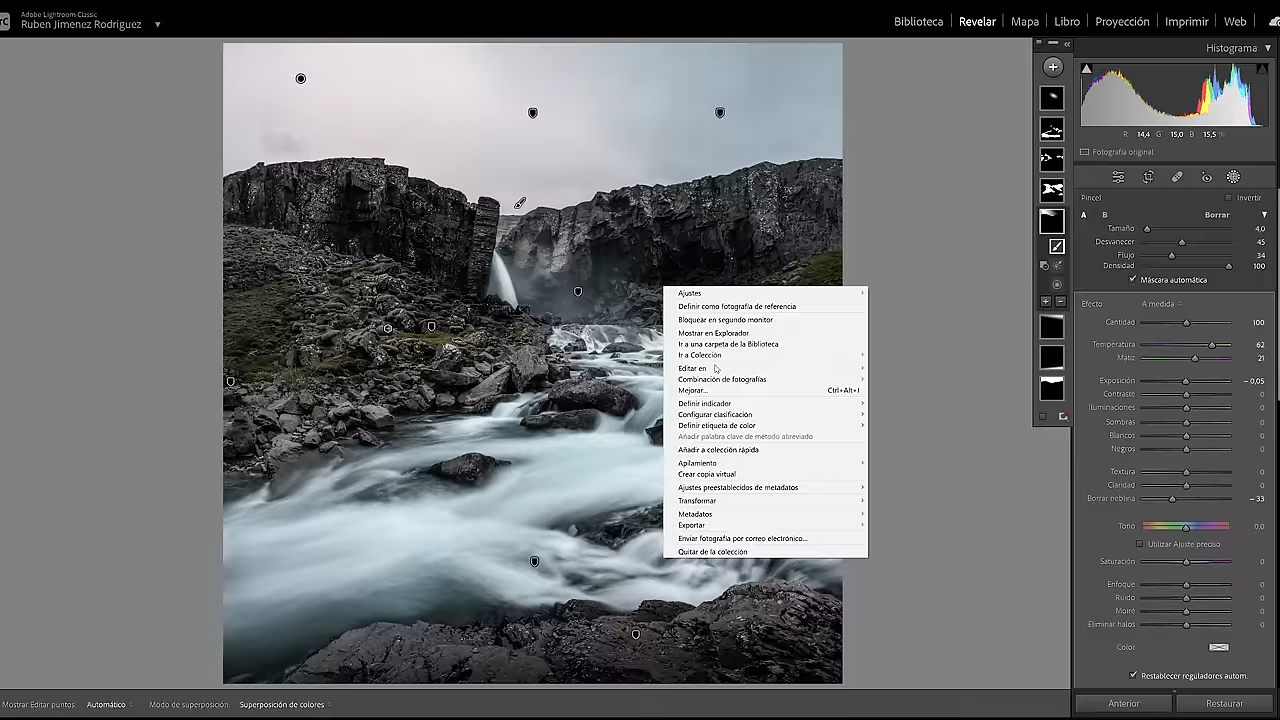 Adobe Lightroom Classic
Ruben Jimenez Rodriguez
Biblioteca | Revelar | Mapa | Libro | Proyección | Imprimir | Web
Histograma
R 14,4 G 15,0 B 15,5 %
Fotografía original
Pincel Invertir
A B Borrar
Tamaño 4,0
Desvanecer 45
Flujo 34
Densidad 100
Máscara automática
Efecto A medida
Cantidad 100
Temperatura 62
Matiz 21
Exposición – 0,05
Contraste 0
Iluminaciones 0
Sombras 0
Blancos 0
Negros 0
Textura 0
Claridad 0
Borrar neblina – 33
Tono 0,0
Utilizar Ajuste preciso
Saturación 0
Enfoque 0
Ruido 0
Moiré 0
Eliminar halos 0
Color
Restablecer reguladores autom.
Anterior Restaurar
Ajustes
Definir como fotografía de referencia
Bloquear en segundo monitor
Mostrar en Explorador
Ir a una carpeta de la Biblioteca
Ir a Colección
Editar en
Combinación de fotografías
Mejorar... Ctrl+Alt+I
Definir indicador
Configurar clasificación
Definir etiqueta de color
Añadir palabra clave de método abreviado
Añadir a colección rápida
Apilamiento
Crear copia virtual
Ajustes preestablecidos de metadatos
Transformar
Metadatos
Exportar
Enviar fotografía por correo electrónico...
Quitar de la colección
Mostrar Editar puntos: Automático Modo de superposición: Superposición de colores